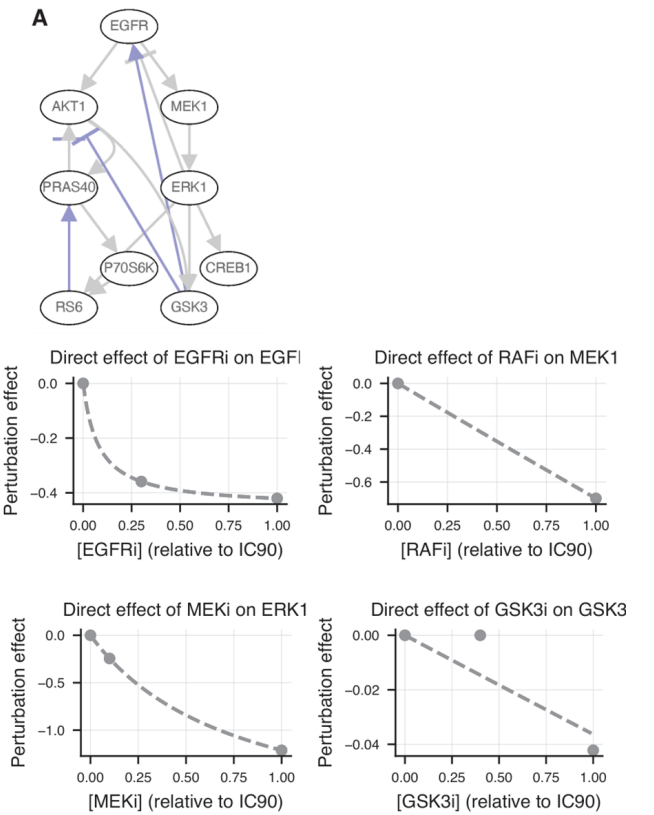 A
EGFR
AKT1
MEK1
PRAS40
ERK1
P70S6K
CREB1
RS6
GSK3
Direct effect of EGFRi on EGF
Perturbation effect
0.0
−0.2
−0.4
0.00 0.25 0.50 0.75 1.00
[EGFRi] (relative to IC90)
Direct effect of RAFi on MEK1
Perturbation effect
0.0
−0.2
−0.4
−0.6
0.00 0.25 0.50 0.75 1.00
[RAFi] (relative to IC90)
Direct effect of MEKi on ERK1
Perturbation effect
0.0
−0.5
−1.0
0.00 0.25 0.50 0.75 1.00
[MEKi] (relative to IC90)
Direct effect of GSK3i on GSK3
Perturbation effect
0.00
−0.02
−0.04
0.00 0.25 0.50 0.75 1.00
[GSK3i] (relative to IC90)